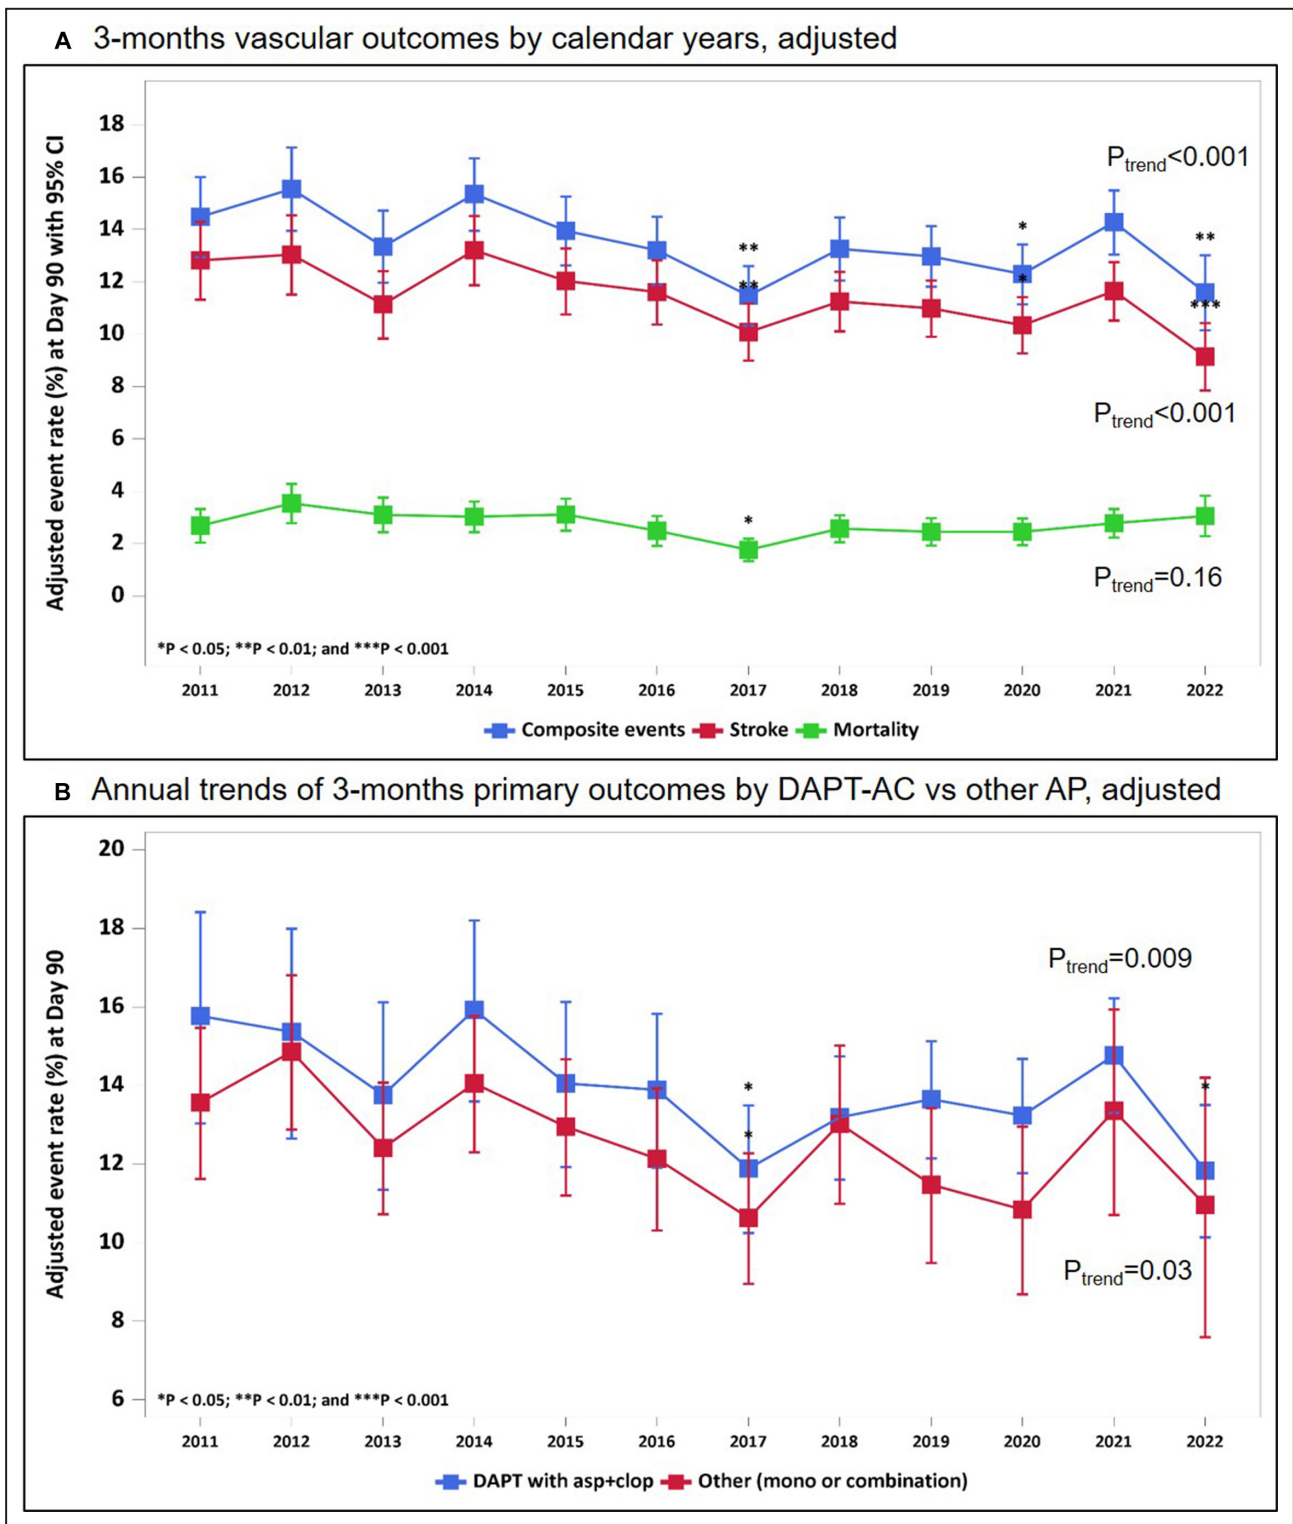 A 3-months vascular outcomes by calendar years, adjusted
Adjusted event rate (%) at Day 90 with 95% CI
18
16
14
12
10
8
6
4
2
0
Ptrend<0.001
**
**
*
*
**
***
Ptrend<0.001
*
Ptrend=0.16
*P < 0.05; **P < 0.01; and ***P < 0.001
2011 2012 2013 2014 2015 2016 2017 2018 2019 2020 2021 2022
Composite events Stroke Mortality
B Annual trends of 3-months primary outcomes by DAPT-AC vs other AP, adjusted
Adjusted event rate (%) at Day 90
20
18
16
14
12
10
8
6
Ptrend=0.009
*
*
*
Ptrend=0.03
*P < 0.05; **P < 0.01; and ***P < 0.001
2011 2012 2013 2014 2015 2016 2017 2018 2019 2020 2021 2022
DAPT with asp+clop Other (mono or combination)